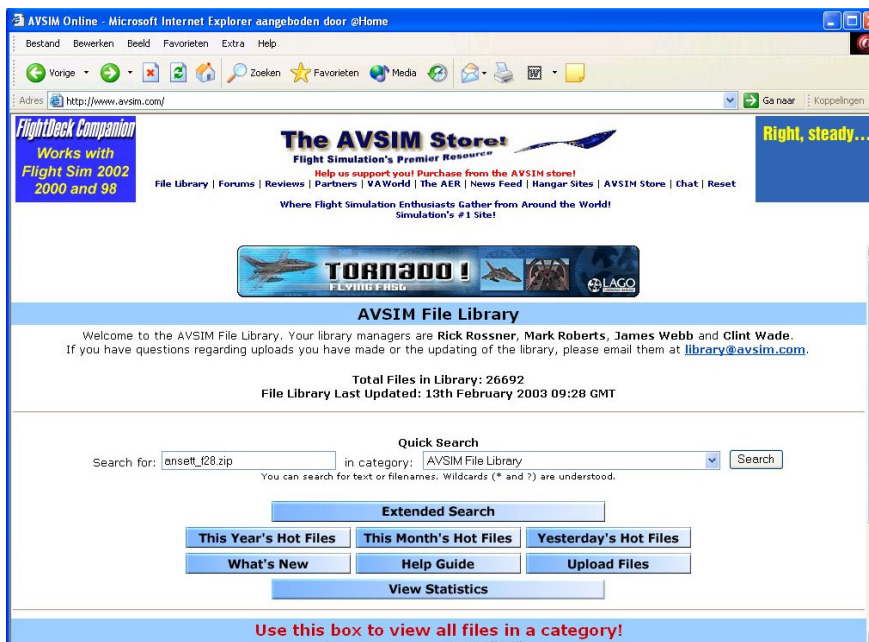 AVSIM Online - Microsoft Internet Explorer aangeboden door @Home
Bestand Bewerken Beeld Favorieten Extra Help
Vorige Zoeken Favorieten Media
Adres http://www.avsim.com/ Ga naar Koppelingen
FlightDeck Companion
Works with
Flight Sim 2002
2000 and 98
The AVSIM Store!
Flight Simulation's Premier Resource
Help us support you! Purchase from the AVSIM store!
File Library | Forums | Reviews | Partners | VAWorld | The AER | News Feed | Hangar Sites | AVSIM Store | Chat | Reset
Where Flight Simulation Enthusiasts Gather from Around the World!
Simulation's #1 Site!
Right, steady...
TORNADO !
FLYING FAST
LAGO
AVSIM File Library
Welcome to the AVSIM File Library. Your library managers are Rick Rossner, Mark Roberts, James Webb and Clint Wade.
If you have questions regarding uploads you have made or the updating of the library, please email them at library@avsim.com.
Total Files in Library: 26692
File Library Last Updated: 13th February 2003 09:28 GMT
Quick Search
Search for: ansett_f28.zip in category: AVSIM File Library Search
You can search for text or filenames. Wildcards (* and ?) are understood.
Extended Search
This Year's Hot Files This Month's Hot Files Yesterday's Hot Files
What's New Help Guide Upload Files
View Statistics
Use this box to view all files in a category!